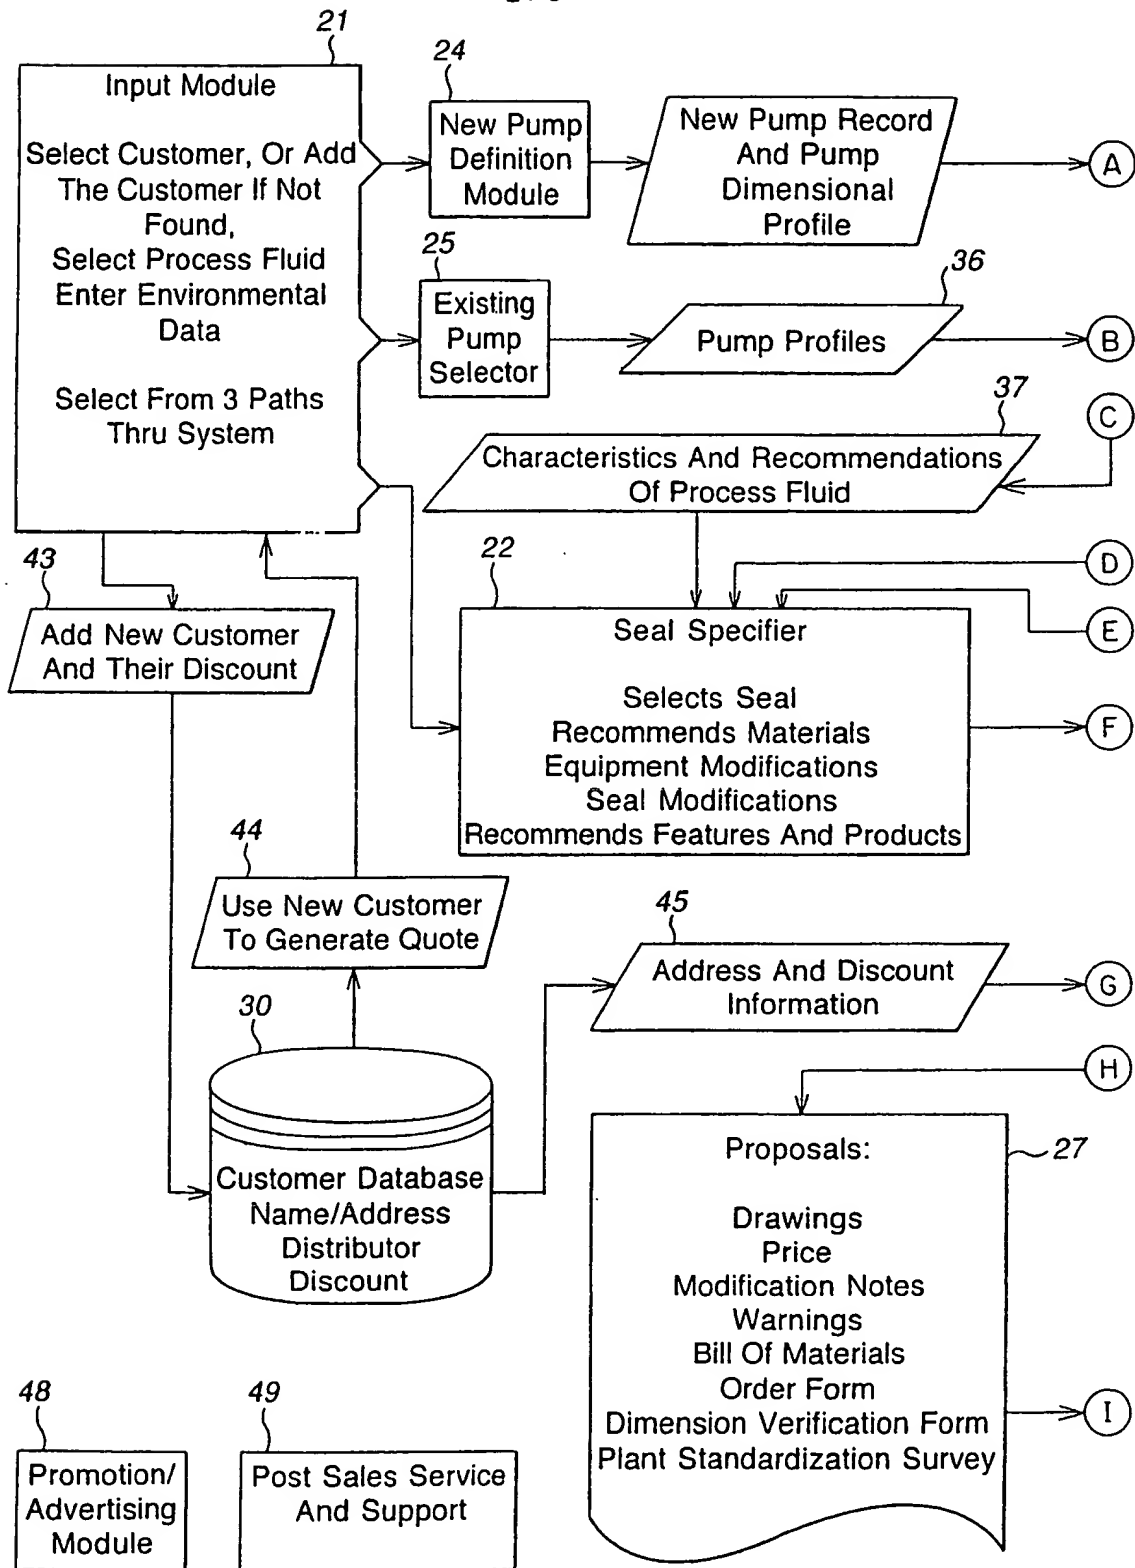 21
Input Module
Select Customer, Or Add
The Customer If Not
Found,
Select Process Fluid
Enter Environmental
Data
Select From 3 Paths
Thru System
24
New Pump
Definition
Module
New Pump Record
And Pump
Dimensional
Profile
A
25
Existing
Pump
Selector
36
Pump Profiles
B
37
Characteristics And Recommendations
Of Process Fluid
C
43
Add New Customer
And Their Discount
22
Seal Specifier
Selects Seal
Recommends Materials
Equipment Modifications
Seal Modifications
Recommends Features And Products
D
E
F
44
Use New Customer
To Generate Quote
45
Address And Discount
Information
G
30
Customer Database
Name/Address
Distributor
Discount
H
27
Proposals:
Drawings
Price
Modification Notes
Warnings
Bill Of Materials
Order Form
Dimension Verification Form
Plant Standardization Survey
I
48
Promotion/
Advertising
Module
49
Post Sales Service
And Support